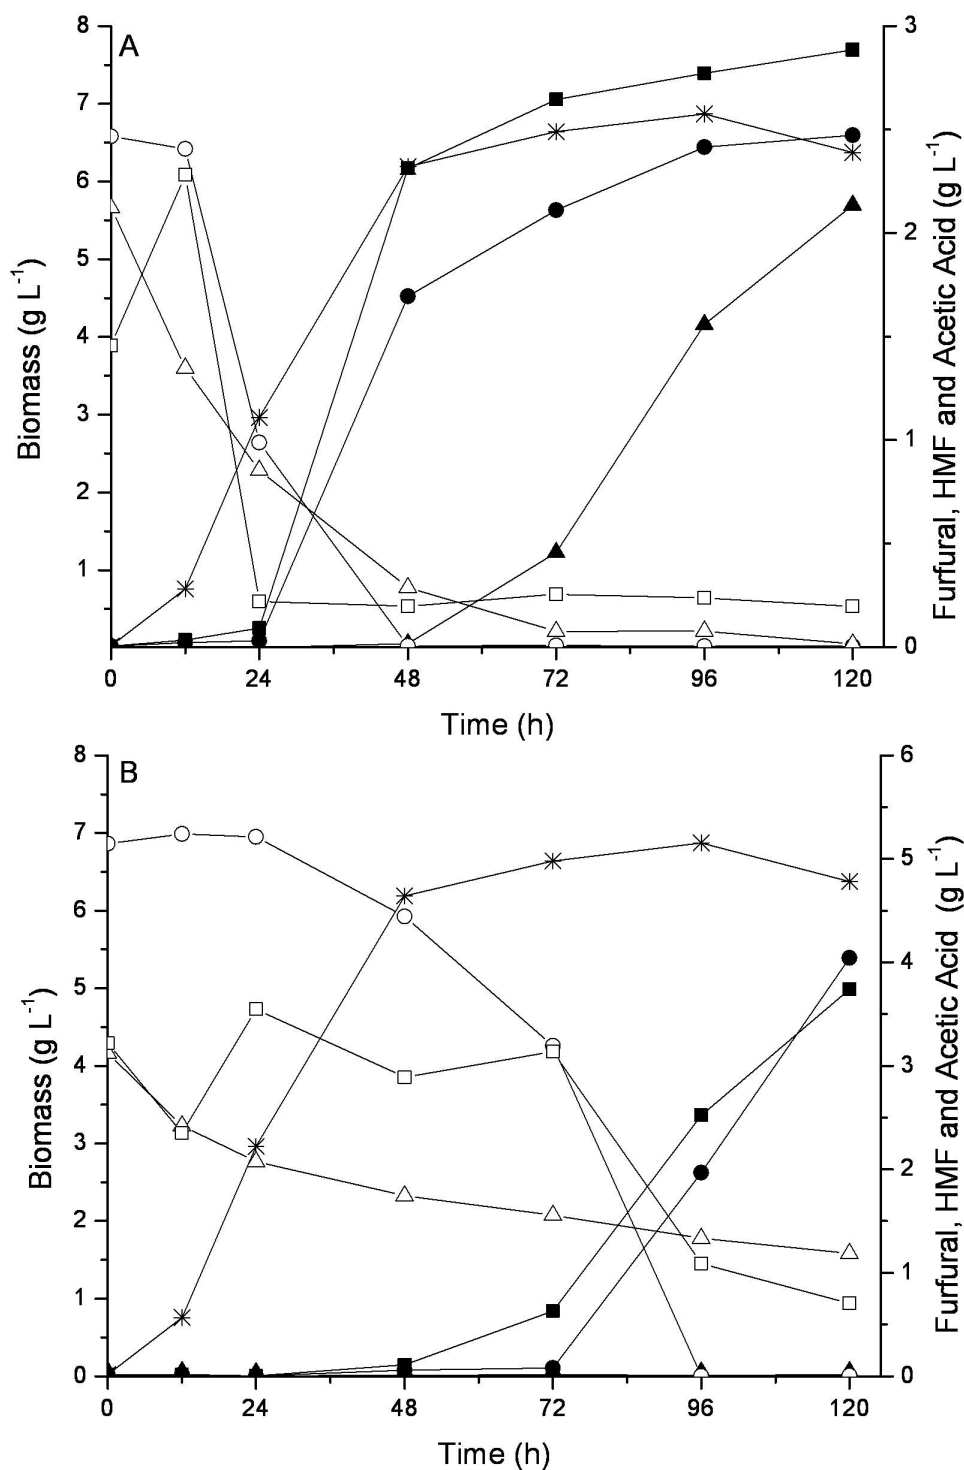 A
8
7
6
5
4
3
2
1
3
2
1
0
Biomass (g L⁻¹)
Furfural, HMF and Acetic Acid (g L⁻¹)
0 24 48 72 96 120
Time (h)
B
8
7
6
5
4
3
2
1
0
6
5
4
3
2
1
0
Biomass (g L⁻¹)
Furfural, HMF and Acetic Acid (g L⁻¹)
0 12 24 48 72 96 120
Time (h)